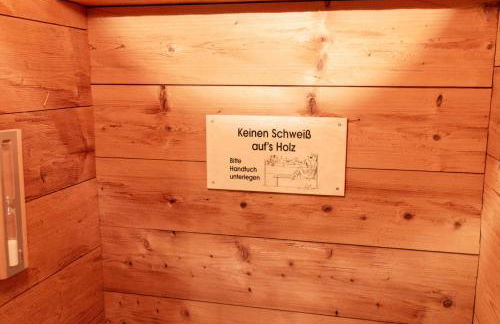 Keinen Schweiß
auf's Holz
Bitte
Handtuch
unterlegen